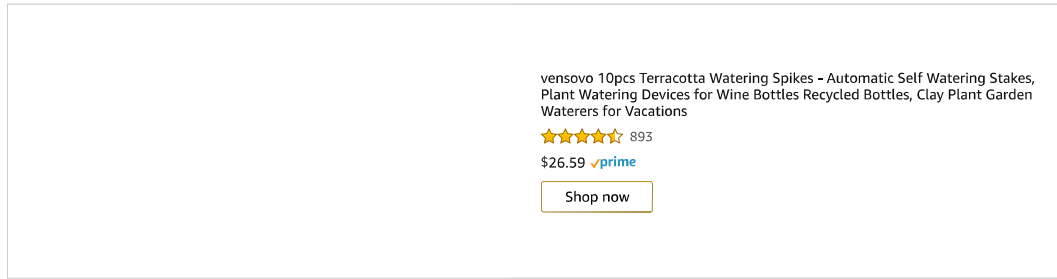 vensovo 10pcs Terracotta Watering Spikes - Automatic Self Watering Stakes,
Plant Watering Devices for Wine Bottles Recycled Bottles, Clay Plant Garden
Waterers for Vacations
893
$26.59 prime
Shop now